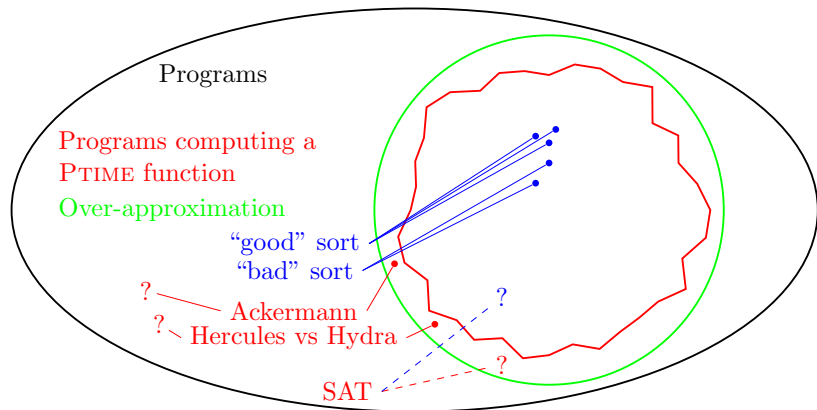 Programs
Programs computing a
PTIME function
Over-approximation
“good” sort
“bad” sort
?
Ackermann
?
Hercules vs Hydra
?
?
SAT